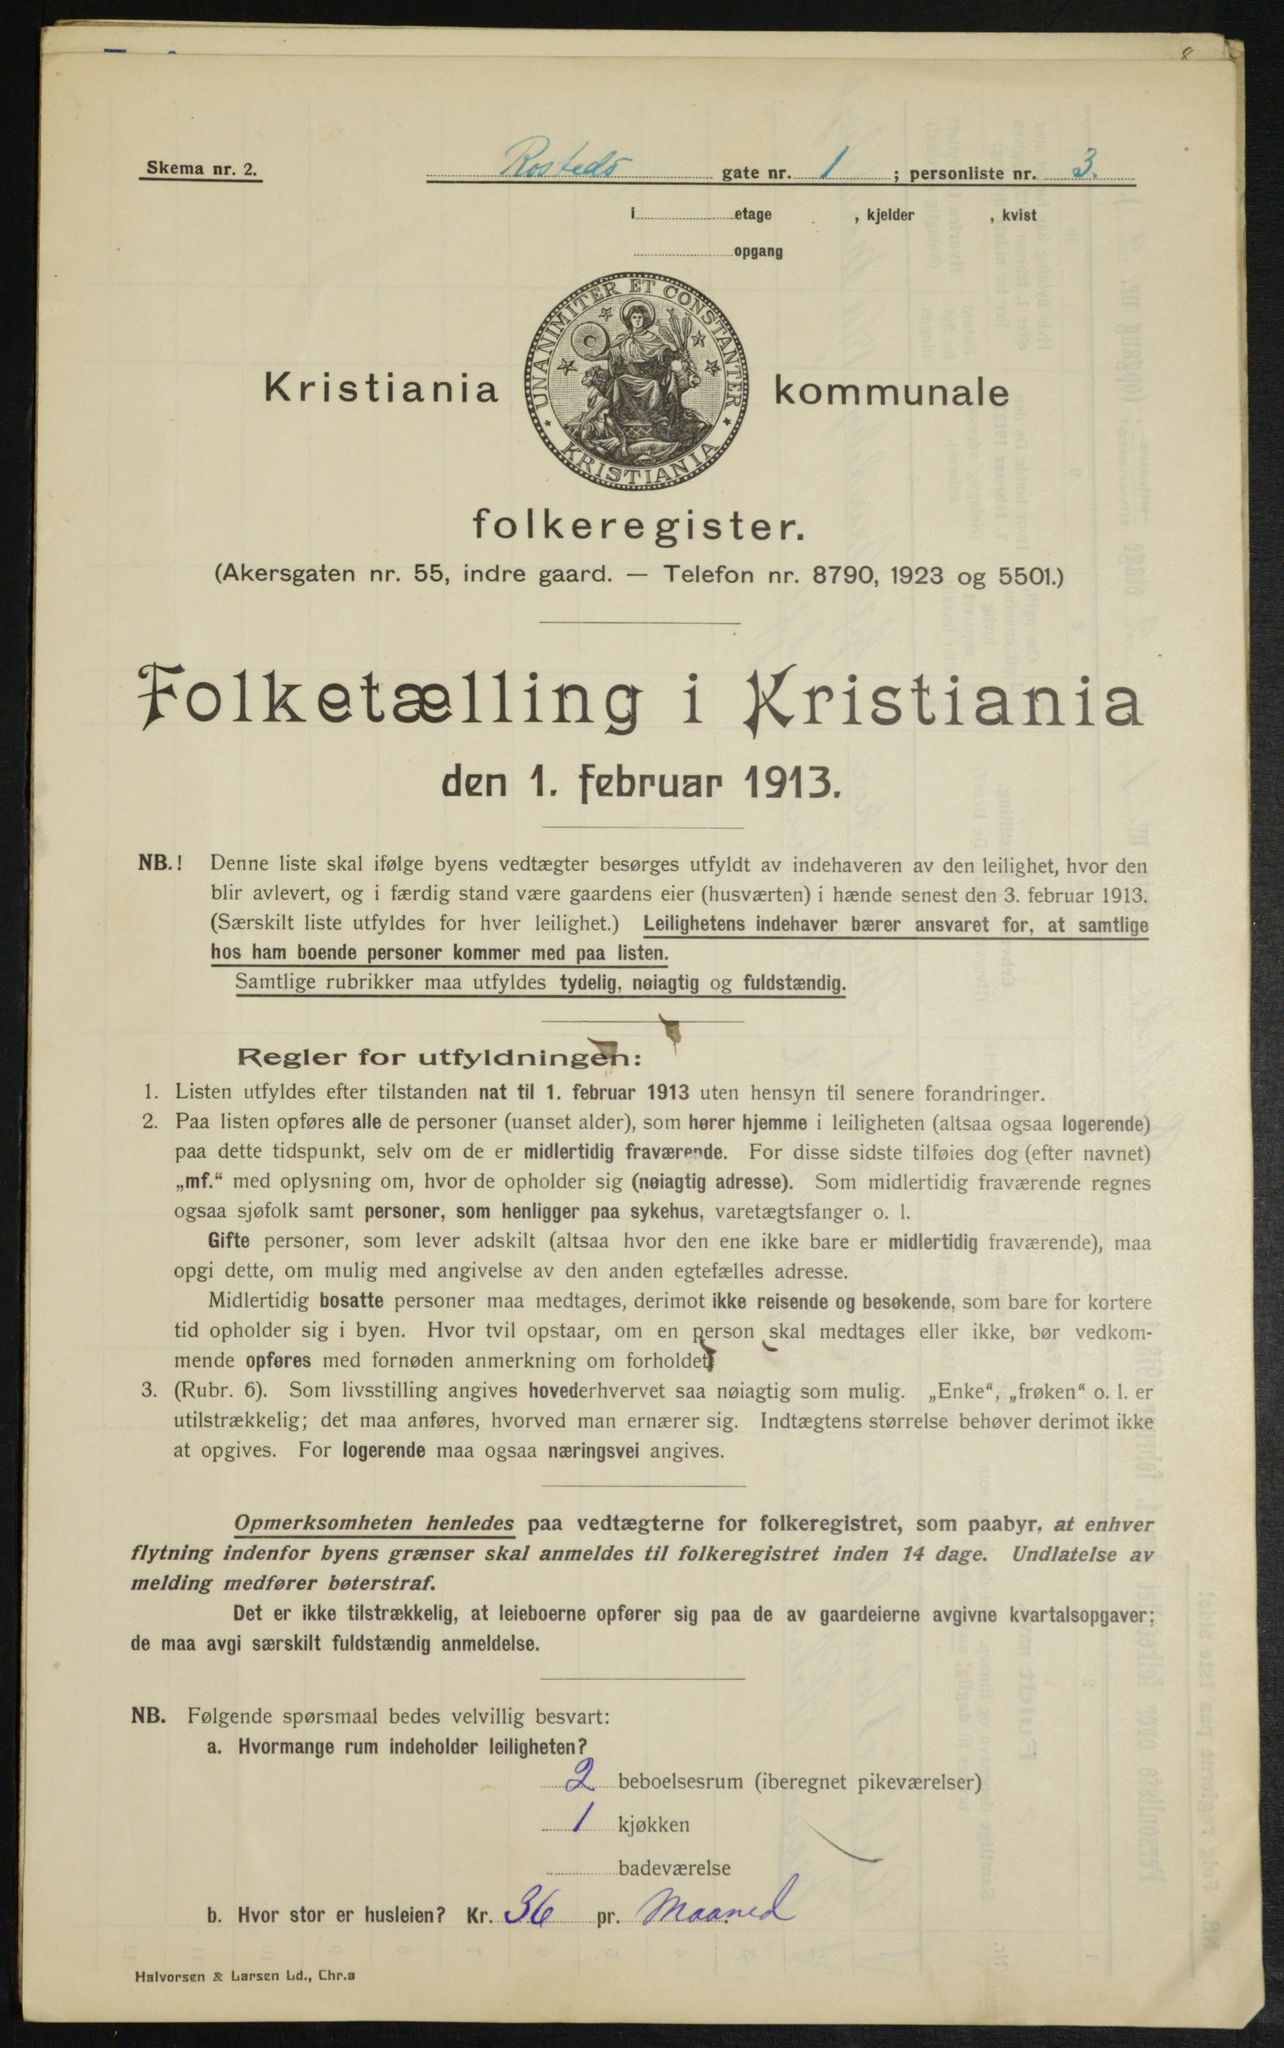 Skema nr. 2.
Rosteds gate nr. 1 ; personliste nr. 3.
i etage , kjelder , kvist
opgang
UNANIMITER ET CONSTANTER
KRISTIANIA
Kristiania kommunale
folkeregister.
(Akersgaten nr. 55, indre gaard. — Telefon nr. 8790, 1923 og 5501.)
Folketælling i Kristiania
den 1. februar 1913.
NB.! Denne liste skal ifølge byens vedtægter besørges utfyldt av indehaveren av den leilighet, hvor den
blir avlevert, og i færdig stand være gaardens eier (husværten) i hænde senest den 3. februar 1913.
(Særskilt liste utfyldes for hver leilighet.) Leilighetens indehaver bærer ansvaret for, at samtlige
hos ham boende personer kommer med paa listen.
Samtlige rubrikker maa utfyldes tydelig, nøiagtig og fuldstændig.
Regler for utfyldningen:
1. Listen utfyldes efter tilstanden nat til 1. februar 1913 uten hensyn til senere forandringer.
2. Paa listen opføres alle de personer (uanset alder), som hører hjemme i leiligheten (altsaa ogsaa logerende)
paa dette tidspunkt, selv om de er midlertidig fraværende. For disse sidste tilføies dog (efter navnet)
„mf.“ med oplysning om, hvor de opholder sig (nøiagtig adresse). Som midlertidig fraværende regnes
ogsaa sjøfolk samt personer, som henligger paa sykehus, varetægtsfanger o. l.
Gifte personer, som lever adskilt (altsaa hvor den ene ikke bare er midlertidig fraværende), maa
opgi dette, om mulig med angivelse av den anden egtefælles adresse.
Midlertidig bosatte personer maa medtages, derimot ikke reisende og besøkende, som bare for kortere
tid opholder sig i byen. Hvor tvil opstaar, om en person skal medtages eller ikke, bør vedkom-
mende opføres med fornøden anmerkning om forholdet
3. (Rubr. 6). Som livsstilling angives hovederhvervet saa nøiagtig som mulig. „Enke“, „frøken“ o. l. er
utilstrækkelig; det maa anføres, hvorved man ernærer sig. Indtægtens størrelse behøver derimot ikke
at opgives. For logerende maa ogsaa næringsvei angives.
Opmerksomheten henledes paa vedtægterne for folkeregistret, som paabyr, at enhver
flytning indenfor byens grænser skal anmeldes til folkeregistret inden 14 dage. Undlatelse av
melding medfører bøterstraf.
Det er ikke tilstrækkelig, at leieboerne opfører sig paa de av gaardeierne avgivne kvartalsopgaver;
de maa avgi særskilt fuldstændig anmeldelse.
NB. Følgende spørsmaal bedes velvillig besvart:
a. Hvormange rum indeholder leiligheten?
2 beboelsesrum (iberegnet pikeværelser)
1 kjøkken
badeværelse
b. Hvor stor er husleien? Kr. 36 pr. Maaned
Halvorsen & Larsen Ld., Chr.a